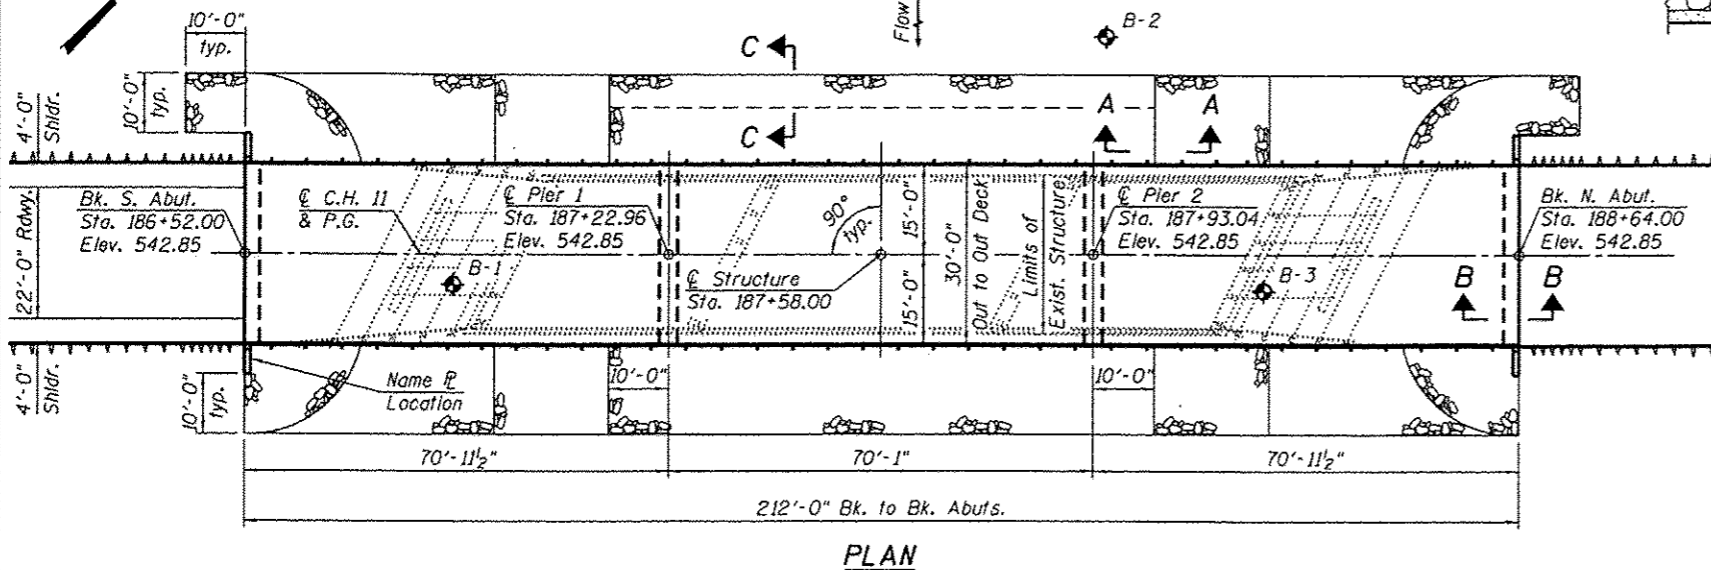 10'-0"
typ.
Flow
B-2
C
10'-0"
typ.
4'-0"
Shldr.
C
A A
22'-0" Rdwy.
Bk. S. Abut.
Sta. 186+52.00
Elev. 542.85
℄ C.H. 11
& P.G.
℄ Pier 1
Sta. 187+22.96
Elev. 542.85
90°
typ.
15'-0"
15'-0"
30'-0"
Out to Out Deck
Limits of
Exist. Structure
℄ Pier 2
Sta. 187+93.04
Elev. 542.85
Bk. N. Abut.
Sta. 188+64.00
Elev. 542.85
B-1
℄ Structure
Sta. 187+58.00
B-3
B B
4'-0"
Shldr.
10'-0"
typ.
Name ℙL
Location
10'-0"
10'-0"
70'-11½"
70'-1"
70'-11½"
212'-0" Bk. to Bk. Abuts.
PLAN